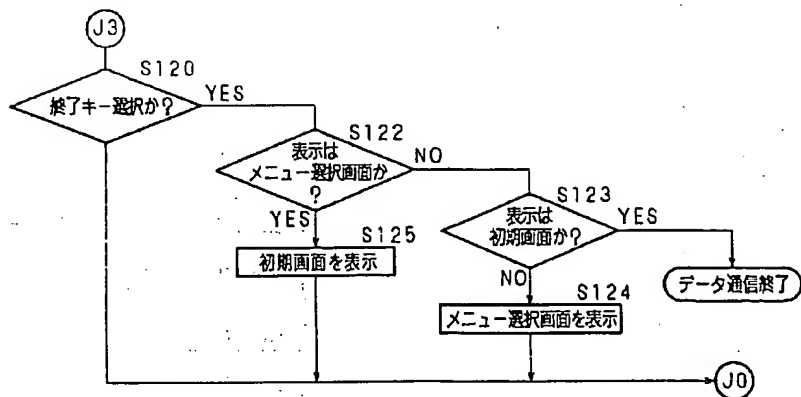 J3
S120
終了キー選択か?
YES
S122
表示は
メニュー選択画面か
?
NO
YES
S123
表示は
初期画面か?
YES
S125
初期画面を表示
NO
データ通信終了
S124
メニュー選択画面を表示
J0